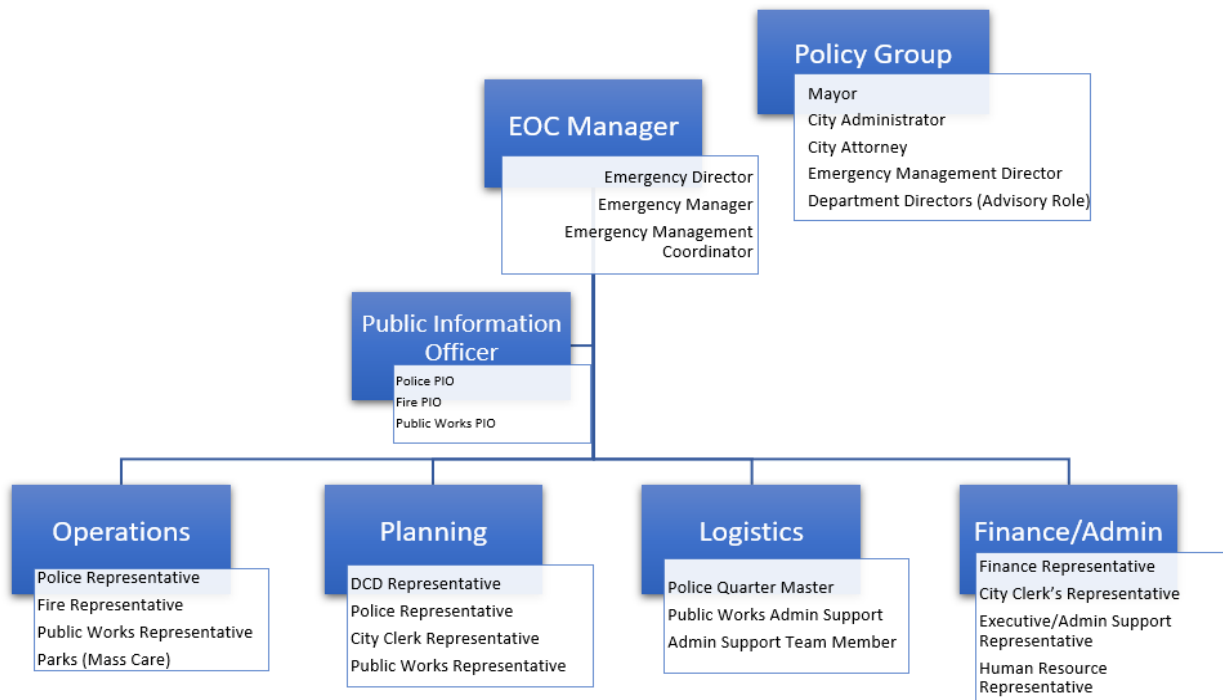 Policy Group
Mayor
City Administrator
City Attorney
Emergency Management Director
Department Directors (Advisory Role)
EOC Manager
Emergency Director
Emergency Manager
Emergency Management
Coordinator
Public Information
Officer
Police PIO
Fire PIO
Public Works PIO
Operations
Police Representative
Fire Representative
Public Works Representative
Parks (Mass Care)
Planning
DCD Representative
Police Representative
City Clerk Representative
Public Works Representative
Logistics
Police Quarter Master
Public Works Admin Support
Admin Support Team Member
Finance/Admin
Finance Representative
City Clerk’s Representative
Executive/Admin Support
Representative
Human Resource
Representative